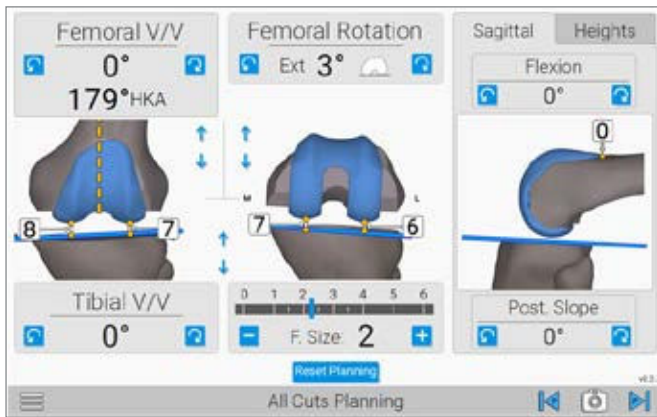 Femoral V/V
0°
179°HKA
Femoral Rotation
Ext 3°
Sagittal Heights
Flexion
0°
0
M L
8 7
7 6
Tibial V/V
0°
0 1 2 3 4 5 6
F. Size 2
Post. Slope
0°
Reset Planning
All Cuts Planning